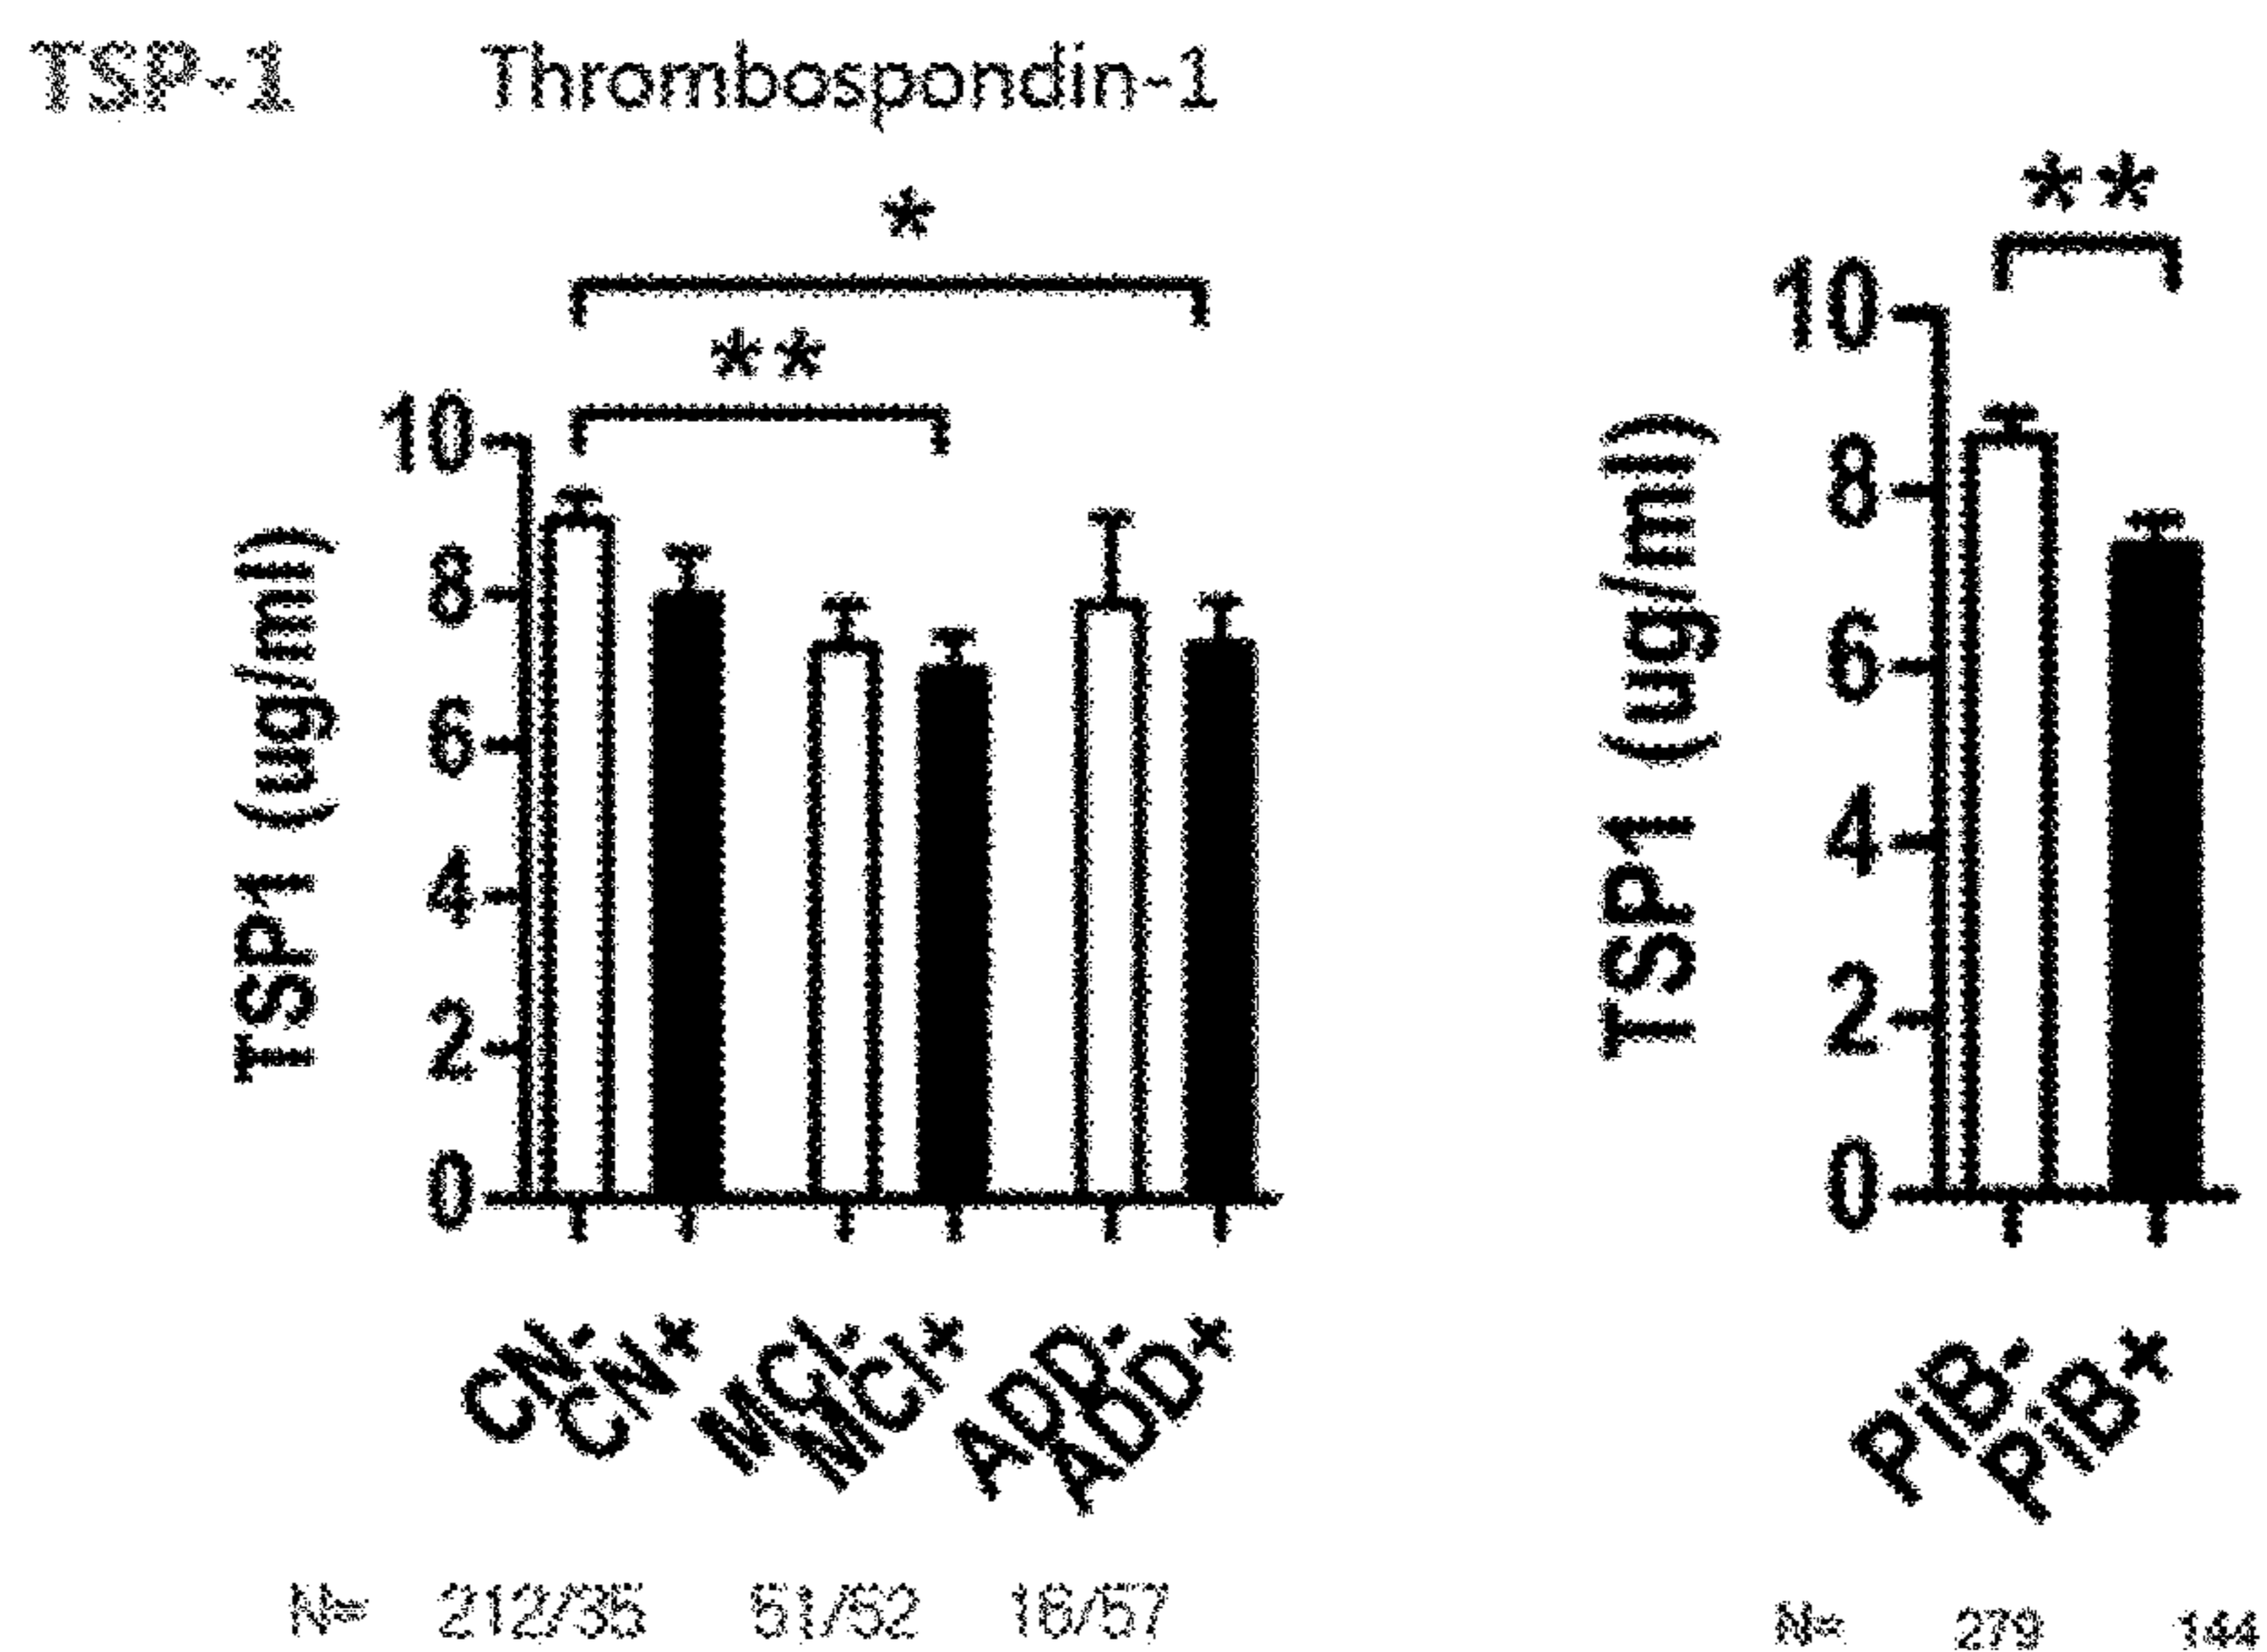 TSP-1 Thrombospondin-1
*
**
10
8
6
4
2
0
TSP1 (ug/ml)
CN-
CN+
MCI-
MCI+
ADD-
ADD+
N= 212/35 51/52 16/57
**
10
8
6
4
2
0
TSP1 (ug/ml)
PiB-
PiB+
N= 279 144